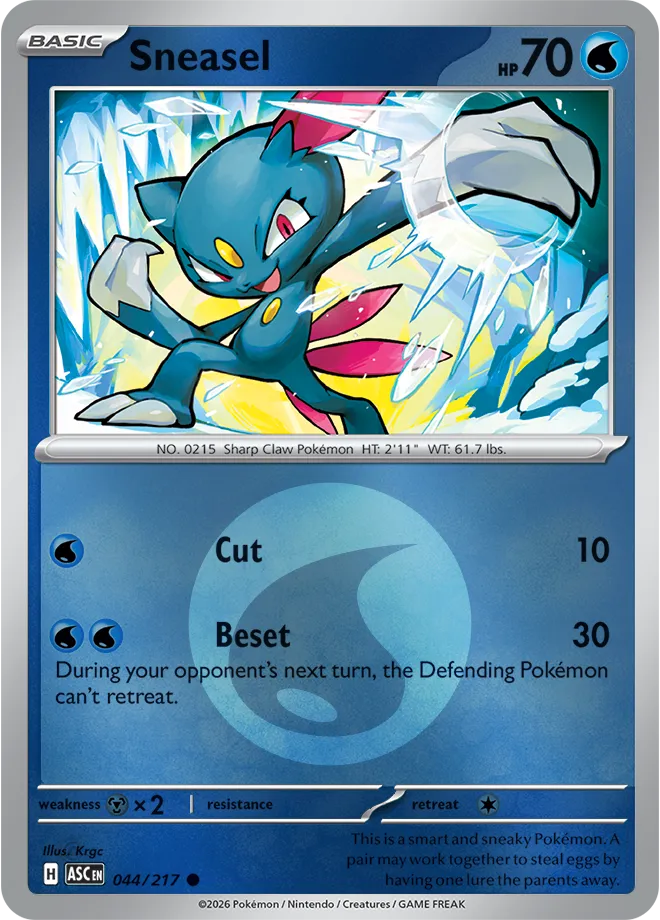 BASIC
Sneasel
HP 70
NO. 0215 Sharp Claw Pokémon HT: 2'11" WT: 61.7 lbs.
Cut 10
Beset 30
During your opponent's next turn, the Defending Pokémon
can't retreat.
weakness ×2 resistance retreat
Illus. Krgc
This is a smart and sneaky Pokémon. A
pair may work together to steal eggs by
having one lure the parents away.
H ASC EN 044/217
©2026 Pokémon / Nintendo / Creatures / GAME FREAK